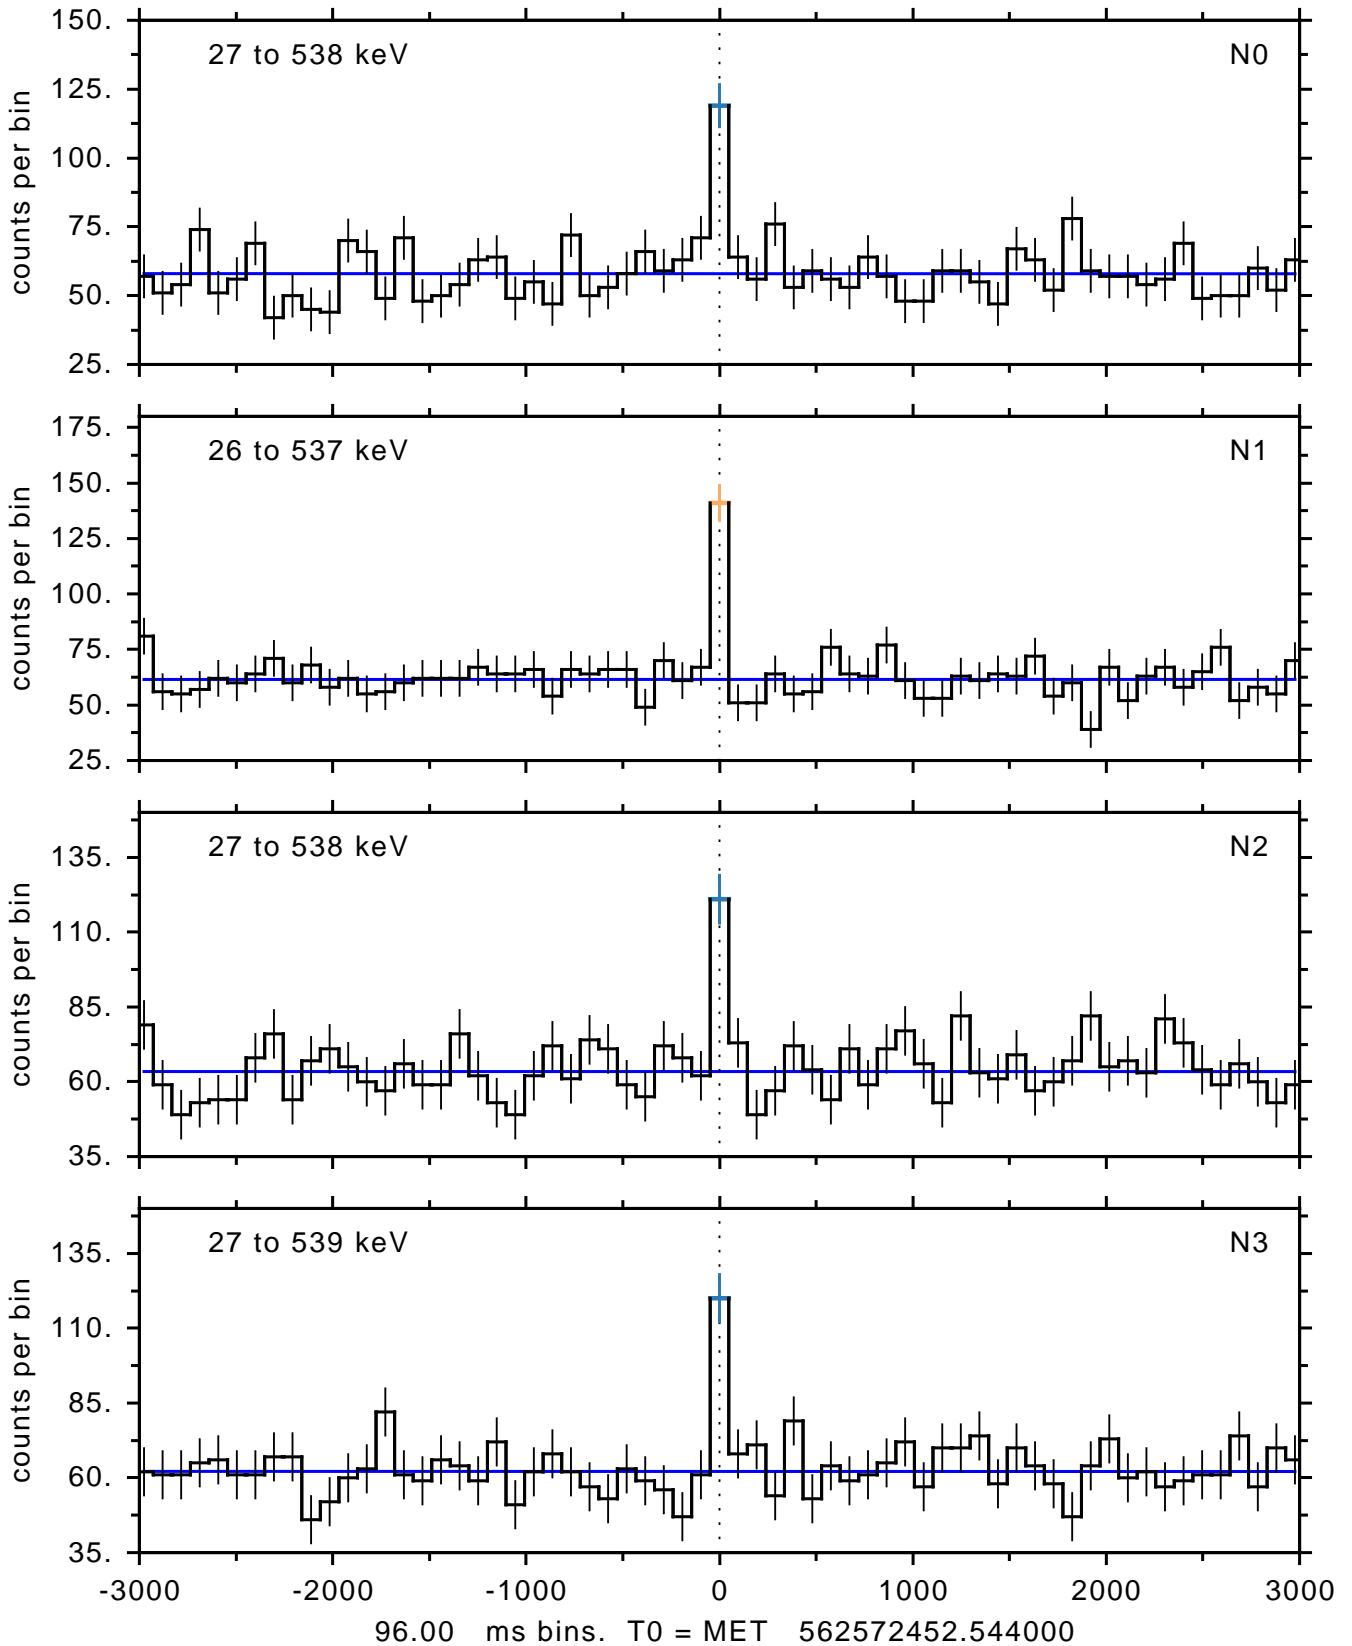 150.
27 to 538 keV N0
125.
100.
75.
50.
25.
counts per bin
175.
26 to 537 keV N1
150.
125.
100.
75.
50.
25.
counts per bin
27 to 538 keV N2
135.
110.
85.
60.
35.
counts per bin
27 to 539 keV N3
135.
110.
85.
60.
35.
counts per bin
-3000 -2000 -1000 0 1000 2000 3000
96.00 ms bins. T0 = MET 562572452.544000